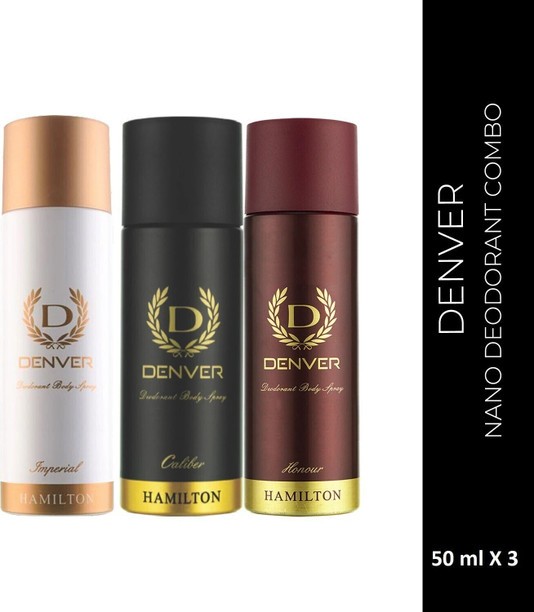 D
DENVER
Deodorant Body Spray
Imperial
HAMILTON
D
DENVER
Deodorant Body Spray
Caliber
HAMILTON
D
DENVER
Deodorant Body Spray
Honour
HAMILTON
DENVER
NANO DEODORANT COMBO
50 ml X 3